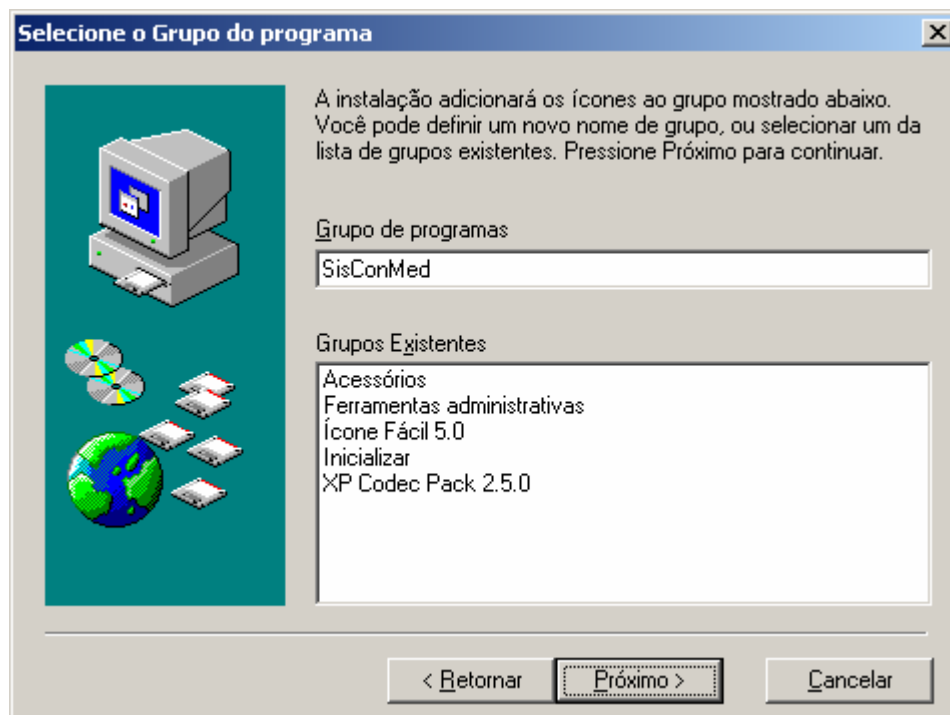 Selecione o Grupo do programa
A instalação adicionará os ícones ao grupo mostrado abaixo.
Você pode definir um novo nome de grupo, ou selecionar um da
lista de grupos existentes. Pressione Próximo para continuar.
Grupo de programas
SisConMed
Grupos Existentes
Acessórios
Ferramentas administrativas
Ícone Fácil 5.0
Inicializar
XP Codec Pack 2.5.0
< Retornar
Próximo >
Cancelar